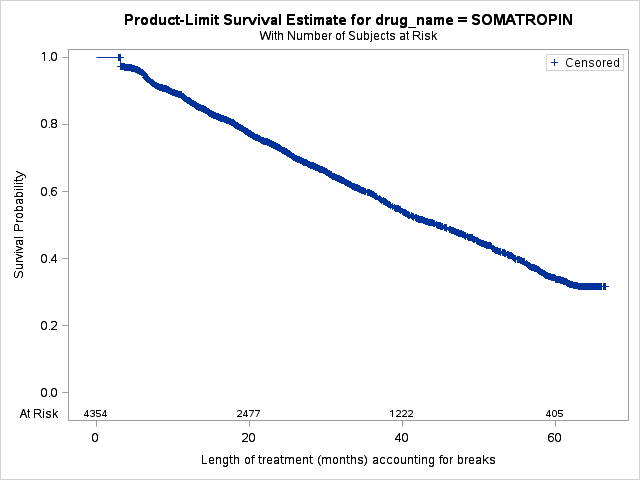 Product-Limit Survival Estimate for drug_name = SOMATROPIN
With Number of Subjects at Risk
+ Censored
1.0
0.8
0.6
0.4
0.2
0.0
Survival Probability
At Risk 4354 2477 1222 405
0 20 40 60
Length of treatment (months) accounting for breaks